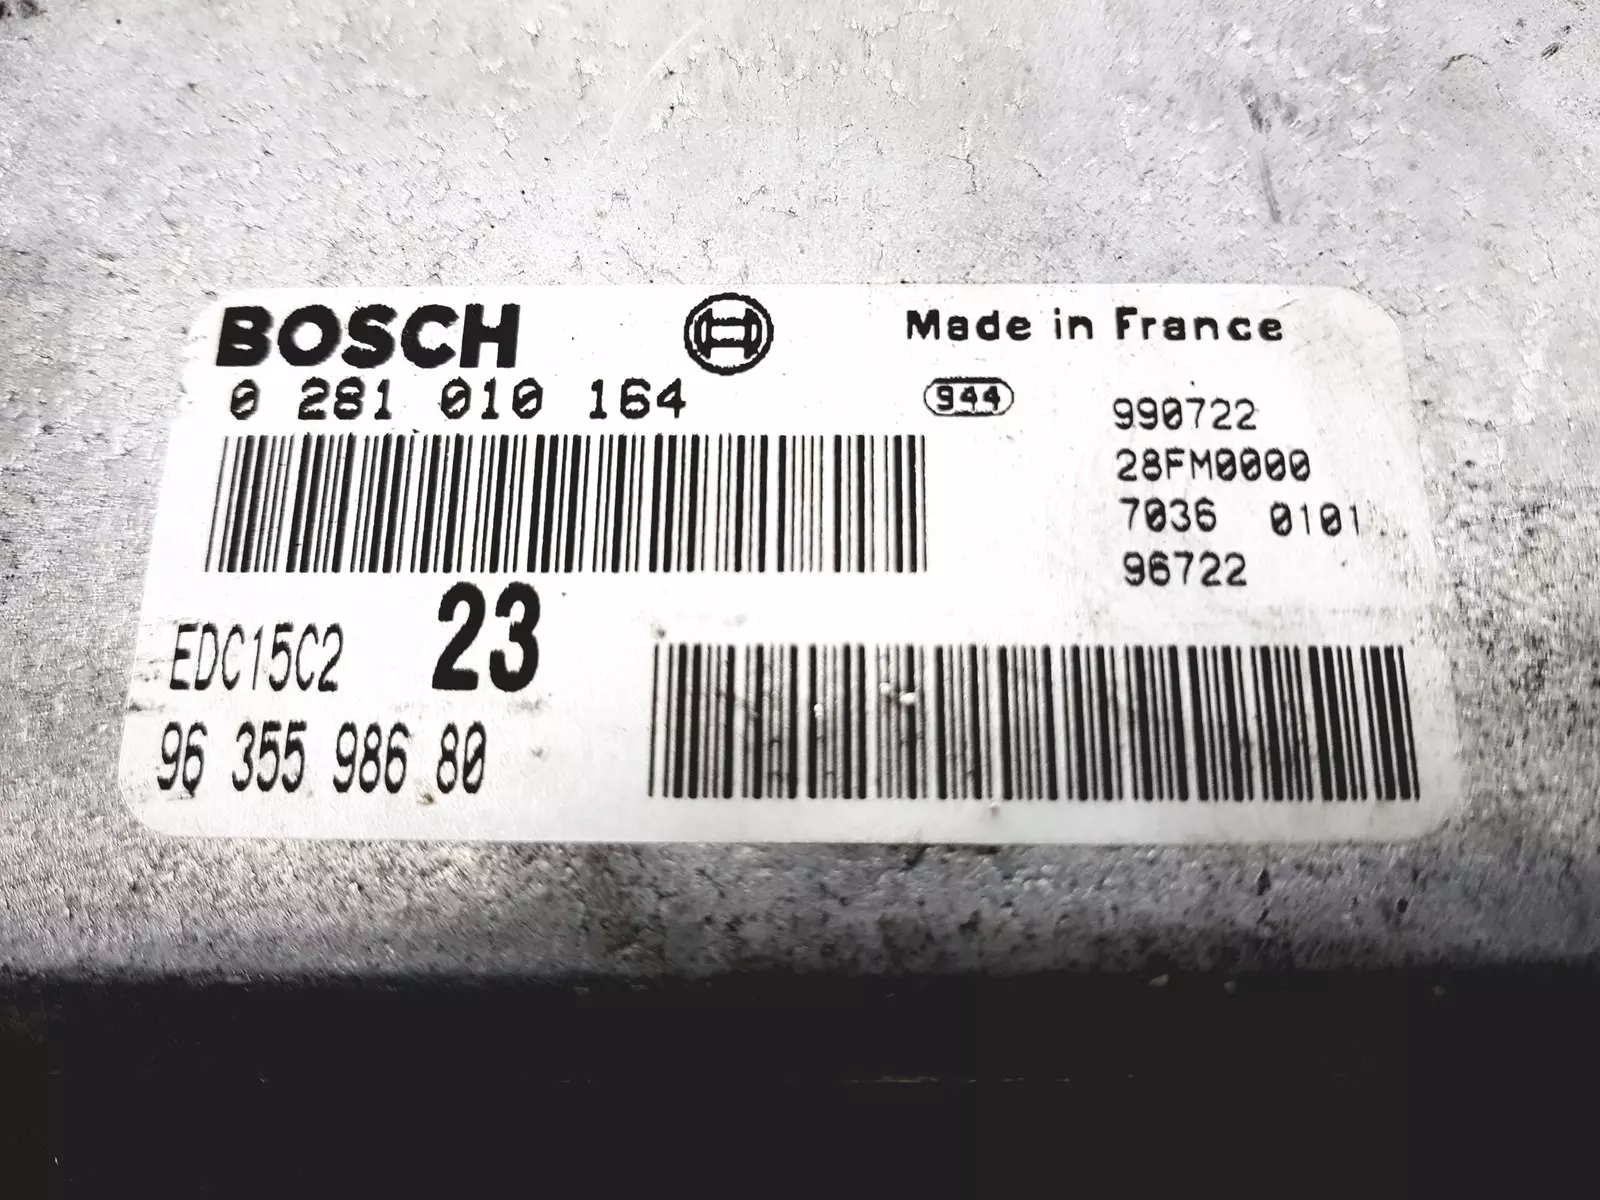 BOSCH
Made in France
0 281 010 164
944
990722
28FM0000
7036 0101
96722
EDC15C2
23
96 355 986 80